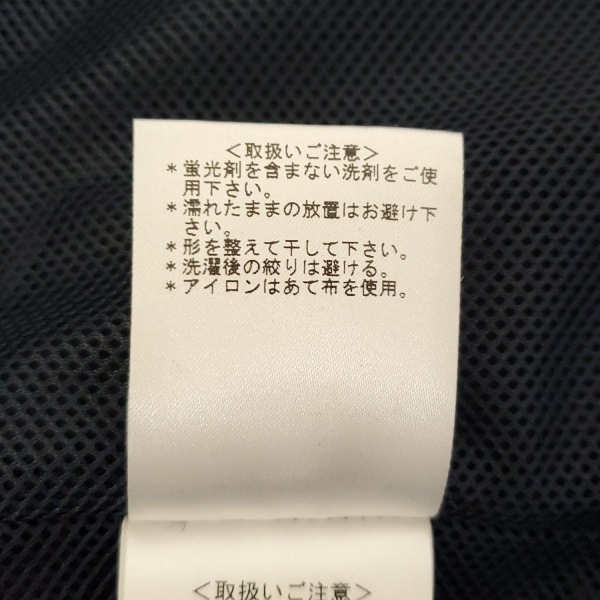 <取扱いご注意>
*蛍光剤を含まない洗剤をご使
用下さい。
*濡れたままの放置はお避け下
さい。
*形を整えて干して下さい。
*洗濯後の絞りは避ける。
*アイロンはあて布を使用。
<取扱いご注意>